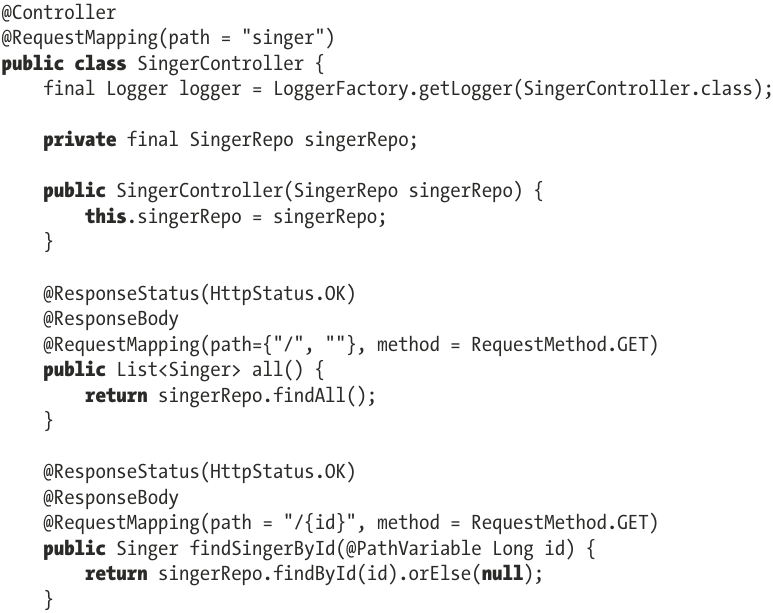 @Controller
@RequestMapping(path = "singer")
public class SingerController {
    final Logger logger = LoggerFactory.getLogger(SingerController.class);

    private final SingerRepo singerRepo;

    public SingerController(SingerRepo singerRepo) {
        this.singerRepo = singerRepo;
    }

    @ResponseStatus(HttpStatus.OK)
    @ResponseBody
    @RequestMapping(path={"/", ""}, method = RequestMethod.GET)
    public List<Singer> all() {
        return singerRepo.findAll();
    }

    @ResponseStatus(HttpStatus.OK)
    @ResponseBody
    @RequestMapping(path = "/{id}", method = RequestMethod.GET)
    public Singer findSingerById(@PathVariable Long id) {
        return singerRepo.findById(id).orElse(null);
    }